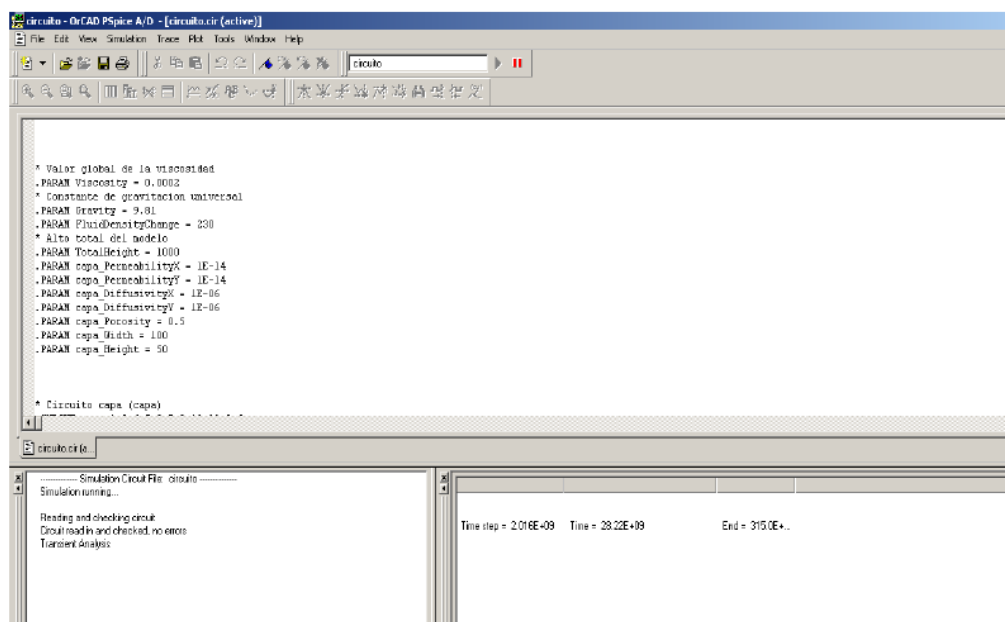 circuito - OrCAD PSpice A/D - [circuito.cir (active)]
File Edit View Simulation Trace Plot Tools Window Help
circuito
* Valor global de la viscosidad
.PARAM Viscosity = 0.0002
* Constante de gravitacion universal
.PARAM Gravity = 9.81
.PARAM FluidDensityChange = 230
* Alto total del modelo
.PARAM TotalHeight = 1000
.PARAM capa_PermeabilityX = 1E-14
.PARAM capa_PermeabilityY = 1E-14
.PARAM capa_DiffusivityX = 1E-06
.PARAM capa_DiffusivityY = 1E-06
.PARAM capa_Porosity = 0.5
.PARAM capa_Width = 100
.PARAM capa_Height = 50
* Circuito capa (capa)
circuito.cir (a...
------------ Simulation Circuit File: circuito ------------
Simulation running...
Reading and checking circuit
Circuit read in and checked, no errors
Transient Analysis
Time step = 2.016E+09 Time = 28.22E+09 End = 315.0E+...